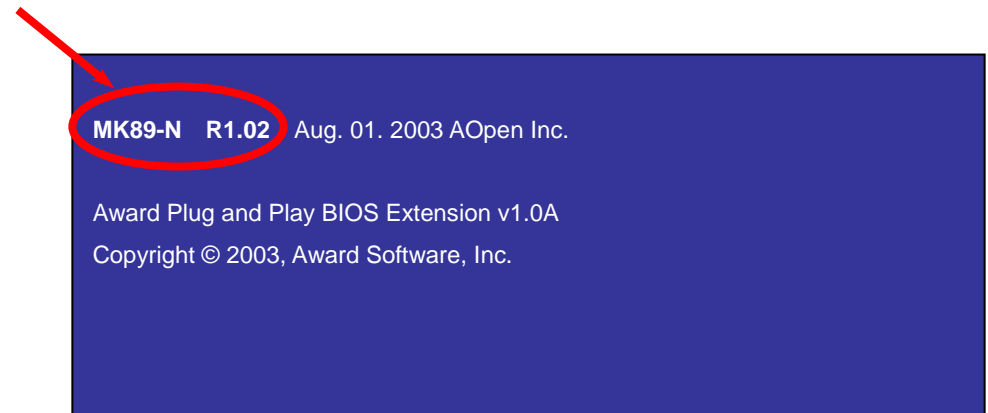 MK89-N R1.02 Aug. 01. 2003 AOpen Inc.
Award Plug and Play BIOS Extension v1.0A
Copyright © 2003, Award Software, Inc.